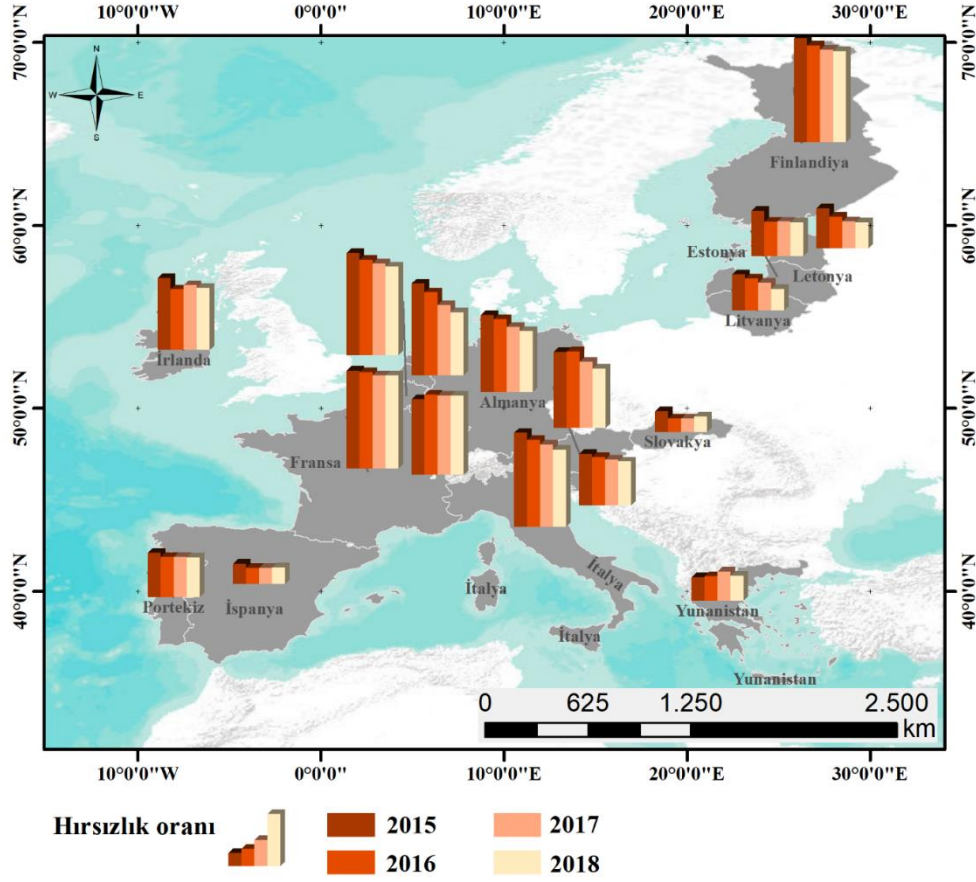 10°0'0"W 0°0'0" 10°0'0"E 20°0'0"E 30°0'0"E
70°0'0"N 70°0'0"N
N
W E
S
Finlandiya
60°0'0"N 60°0'0"N
Estonya
Letonya
Litvanya
İrlanda
Almanya
50°0'0"N 50°0'0"N
Slovakya
Fransa
İtalya
40°0'0"N 40°0'0"N
Portekiz İspanya İtalya Yunanistan
İtalya
Yunanistan
0 625 1.250 2.500
km
10°0'0"W 0°0'0" 10°0'0"E 20°0'0"E 30°0'0"E
Hırsızlık oranı 2015 2017
2016 2018